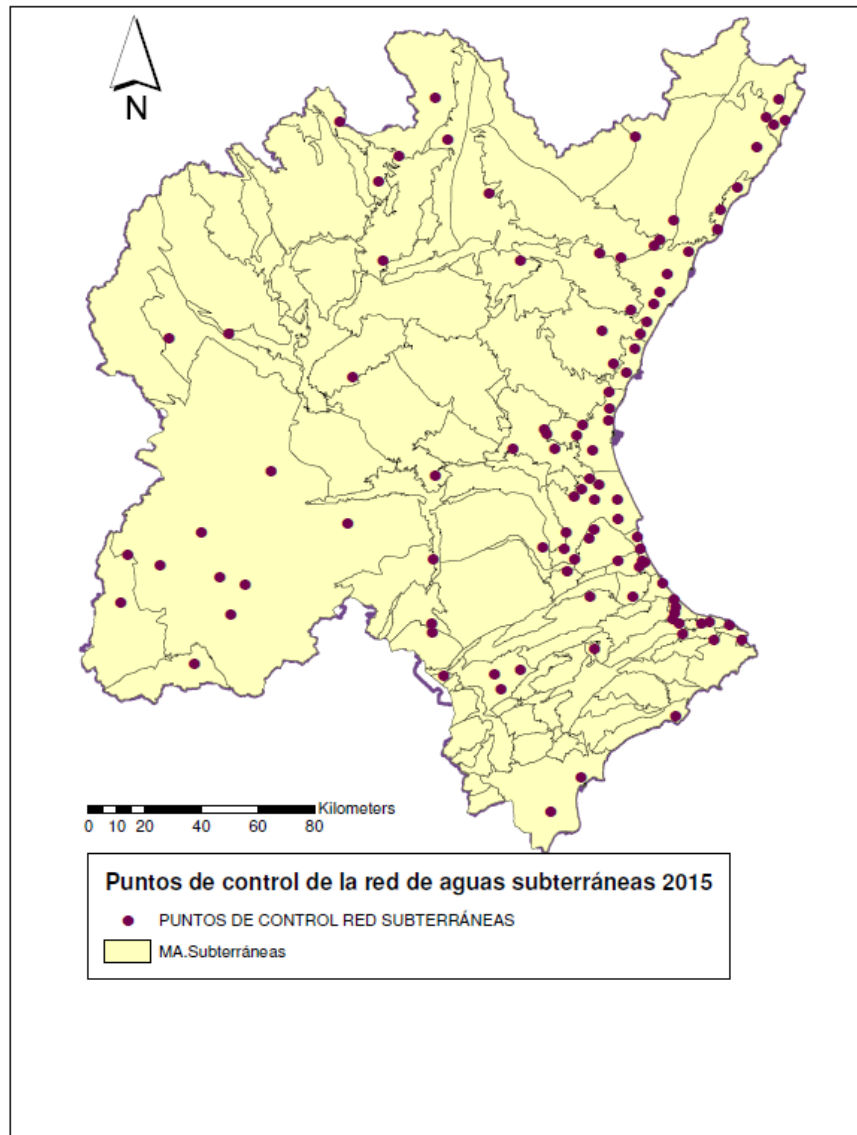 N
Kilometers
0 10 20 40 60 80
Puntos de control de la red de aguas subterráneas 2015
PUNTOS DE CONTROL RED SUBTERRÁNEAS
MA.Subterráneas